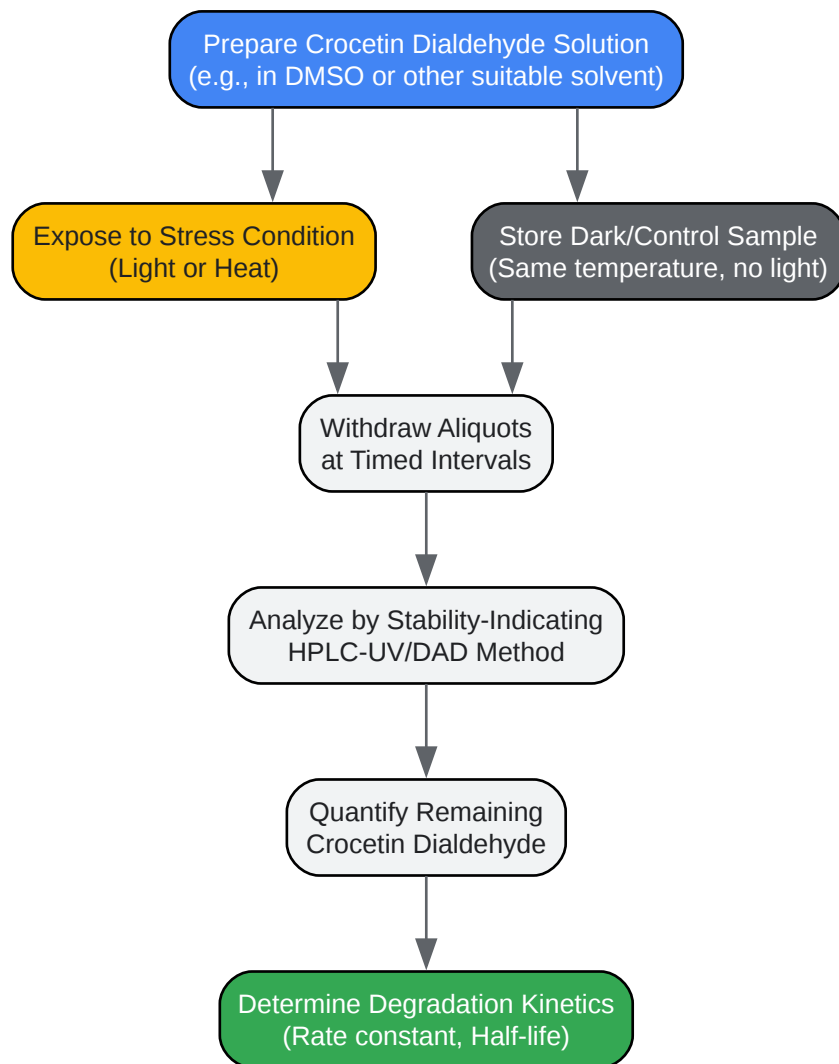 Prepare Crocetin Dialdehyde Solution
(e.g., in DMSO or other suitable solvent)
Expose to Stress Condition
(Light or Heat)
Store Dark/Control Sample
(Same temperature, no light)
Withdraw Aliquots
at Timed Intervals
Analyze by Stability-Indicating
HPLC-UV/DAD Method
Quantify Remaining
Crocetin Dialdehyde
Determine Degradation Kinetics
(Rate constant, Half-life)